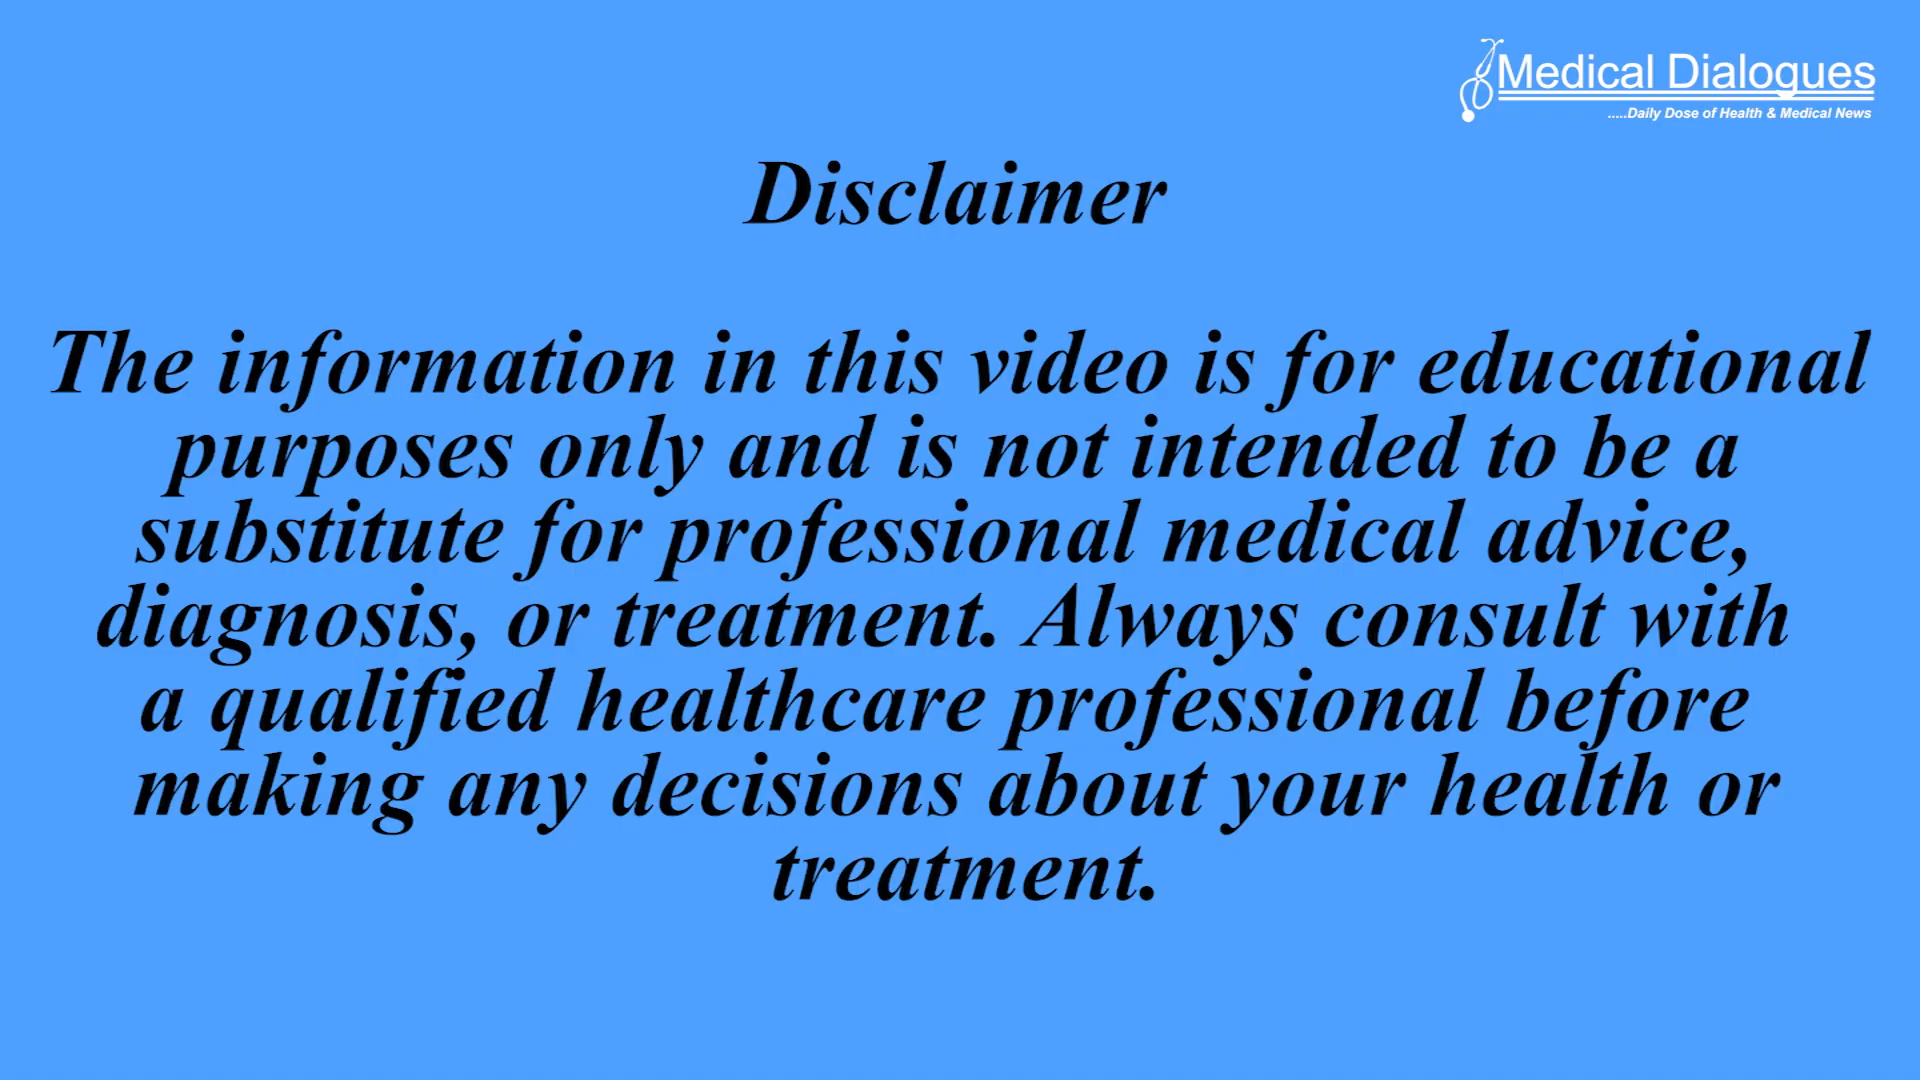 Medical Dialogues
.....Daily Dose of Health & Medical News
Disclaimer
The information in this video is for educational
purposes only and is not intended to be a
substitute for professional medical advice,
diagnosis, or treatment. Always consult with
a qualified healthcare professional before
making any decisions about your health or
treatment.